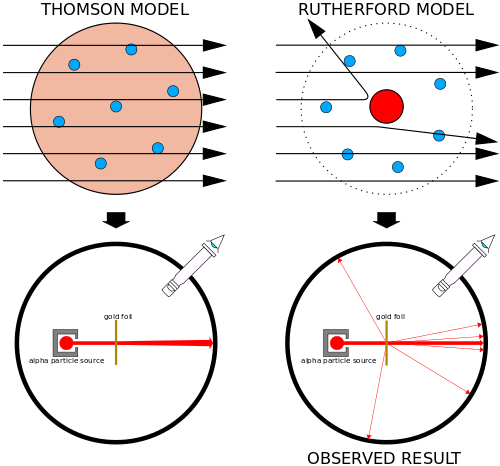 THOMSON MODEL
RUTHERFORD MODEL
gold foil
alpha particle source
gold foil
alpha particle source
OBSERVED RESULT